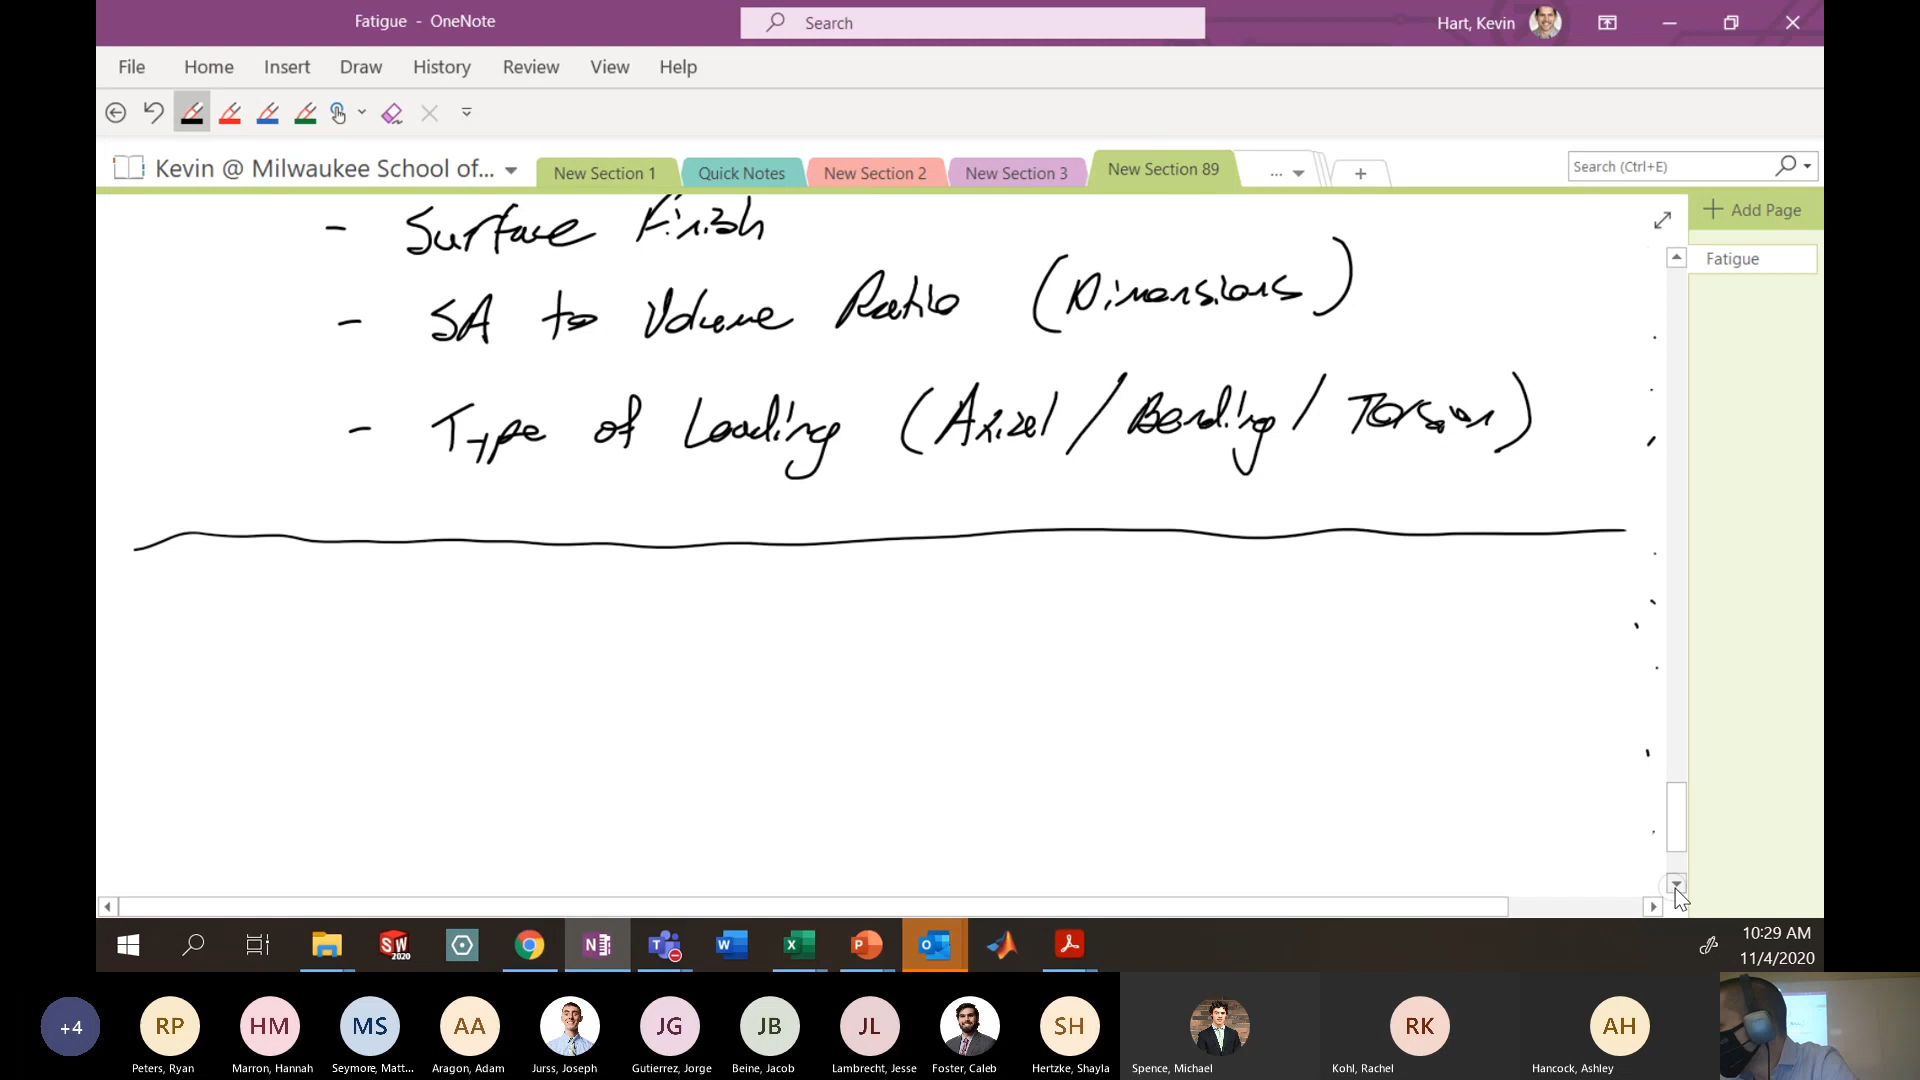 Fatigue - OneNote
Search
Hart, Kevin
File Home Insert Draw History Review View Help
Kevin @ Milwaukee School of...
New Section 1
Quick Notes
New Section 2
New Section 3
New Section 89
...
Search (Ctrl+E)
Add Page
Fatigue
- Surface Finish
- SA to Volume Ratio (Dimensions)
- Type of Loading (Axial / Bending / Torsion)
SW
2020
N
T
W
X
P
O
10:29 AM
11/4/2020
+4
RP
HM
MS
AA
JG
JB
JL
SH
RK
AH
Peters, Ryan
Marron, Hannah
Seymore, Matt...
Aragon, Adam
Jurss, Joseph
Gutierrez, Jorge
Beine, Jacob
Lambrecht, Jesse
Foster, Caleb
Hertzke, Shayla
Spence, Michael
Kohl, Rachel
Hancock, Ashley